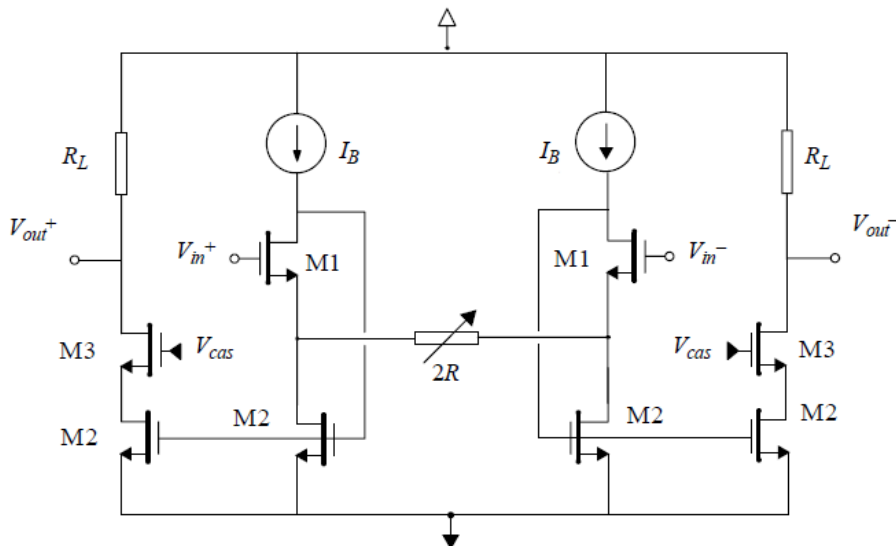 I_B
I_B
R_L
R_L
V_out+
V_in+
M1
M1
V_in−
V_out−
M3
V_cas
2R
V_cas
M3
M2
M2
M2
M2